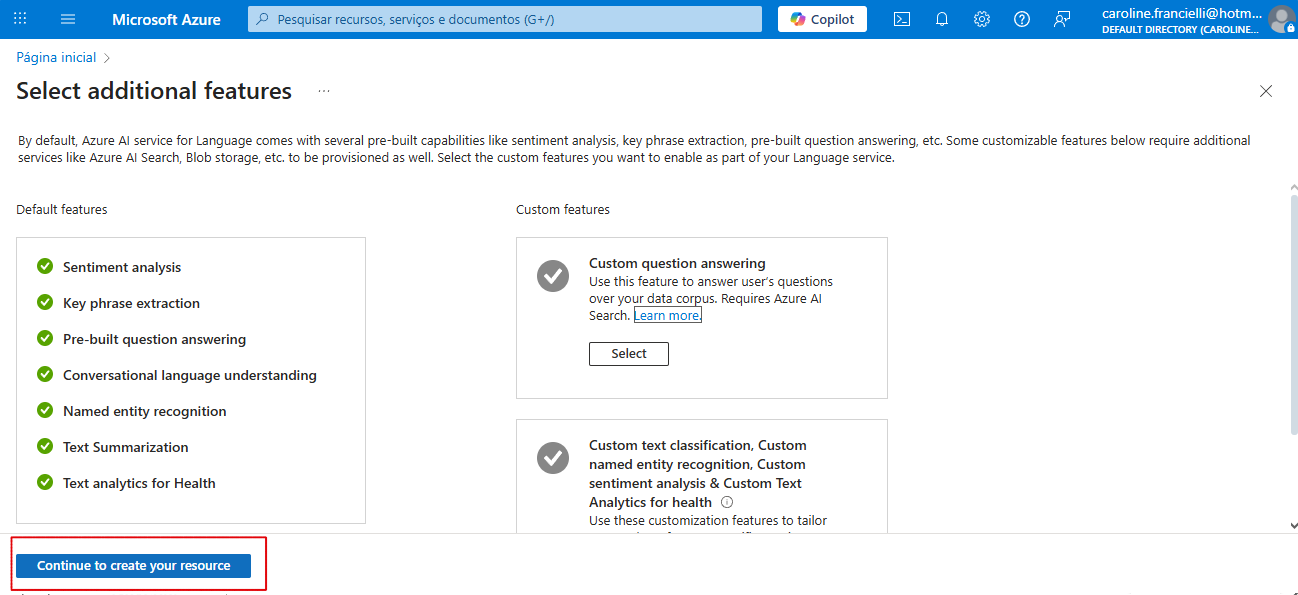 Microsoft Azure
Pesquisar recursos, serviços e documentos (G+/)
Copilot
caroline.francielli@hotm...
DEFAULT DIRECTORY (CAROLINE...
Página inicial
Select additional features
...
By default, Azure AI service for Language comes with several pre-built capabilities like sentiment analysis, key phrase extraction, pre-built question answering, etc. Some customizable features below require additional
services like Azure AI Search, Blob storage, etc. to be provisioned as well. Select the custom features you want to enable as part of your Language service.
Default features
Sentiment analysis
Key phrase extraction
Pre-built question answering
Conversational language understanding
Named entity recognition
Text Summarization
Text analytics for Health
Custom features
Custom question answering
Use this feature to answer user's questions
over your data corpus. Requires Azure AI
Search. Learn more.
Select
Custom text classification, Custom
named entity recognition, Custom
sentiment analysis & Custom Text
Analytics for health
Use these customization features to tailor
Continue to create your resource